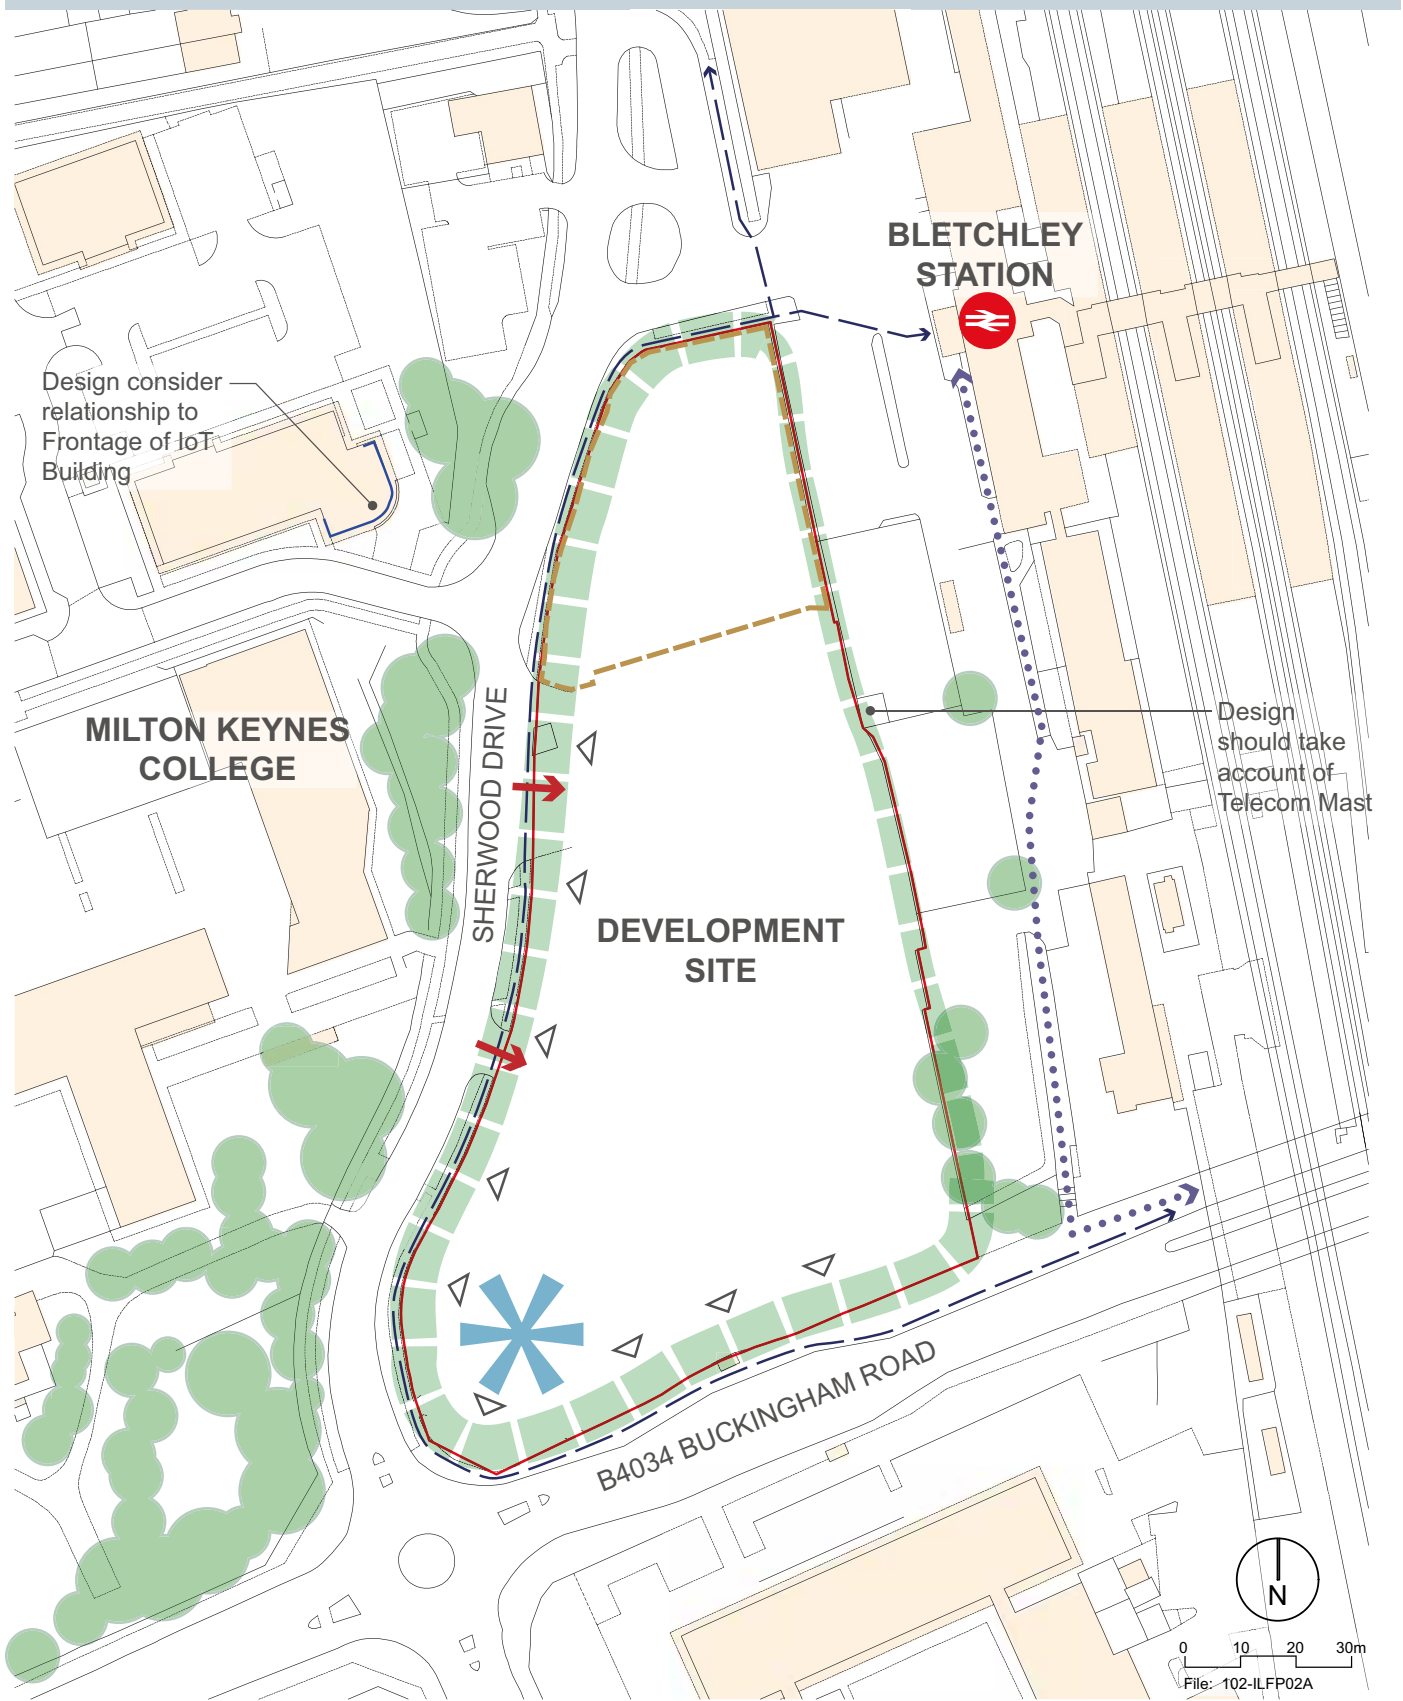 BLETCHLEY
STATION
Design consider
relationship to
Frontage of IoT
Building
MILTON KEYNES
COLLEGE
SHERWOOD DRIVE
Design
should take
account of
Telecom Mast
DEVELOPMENT
SITE
B4034 BUCKINGHAM ROAD
N
0 10 20 30m
File: 102-ILFP02A